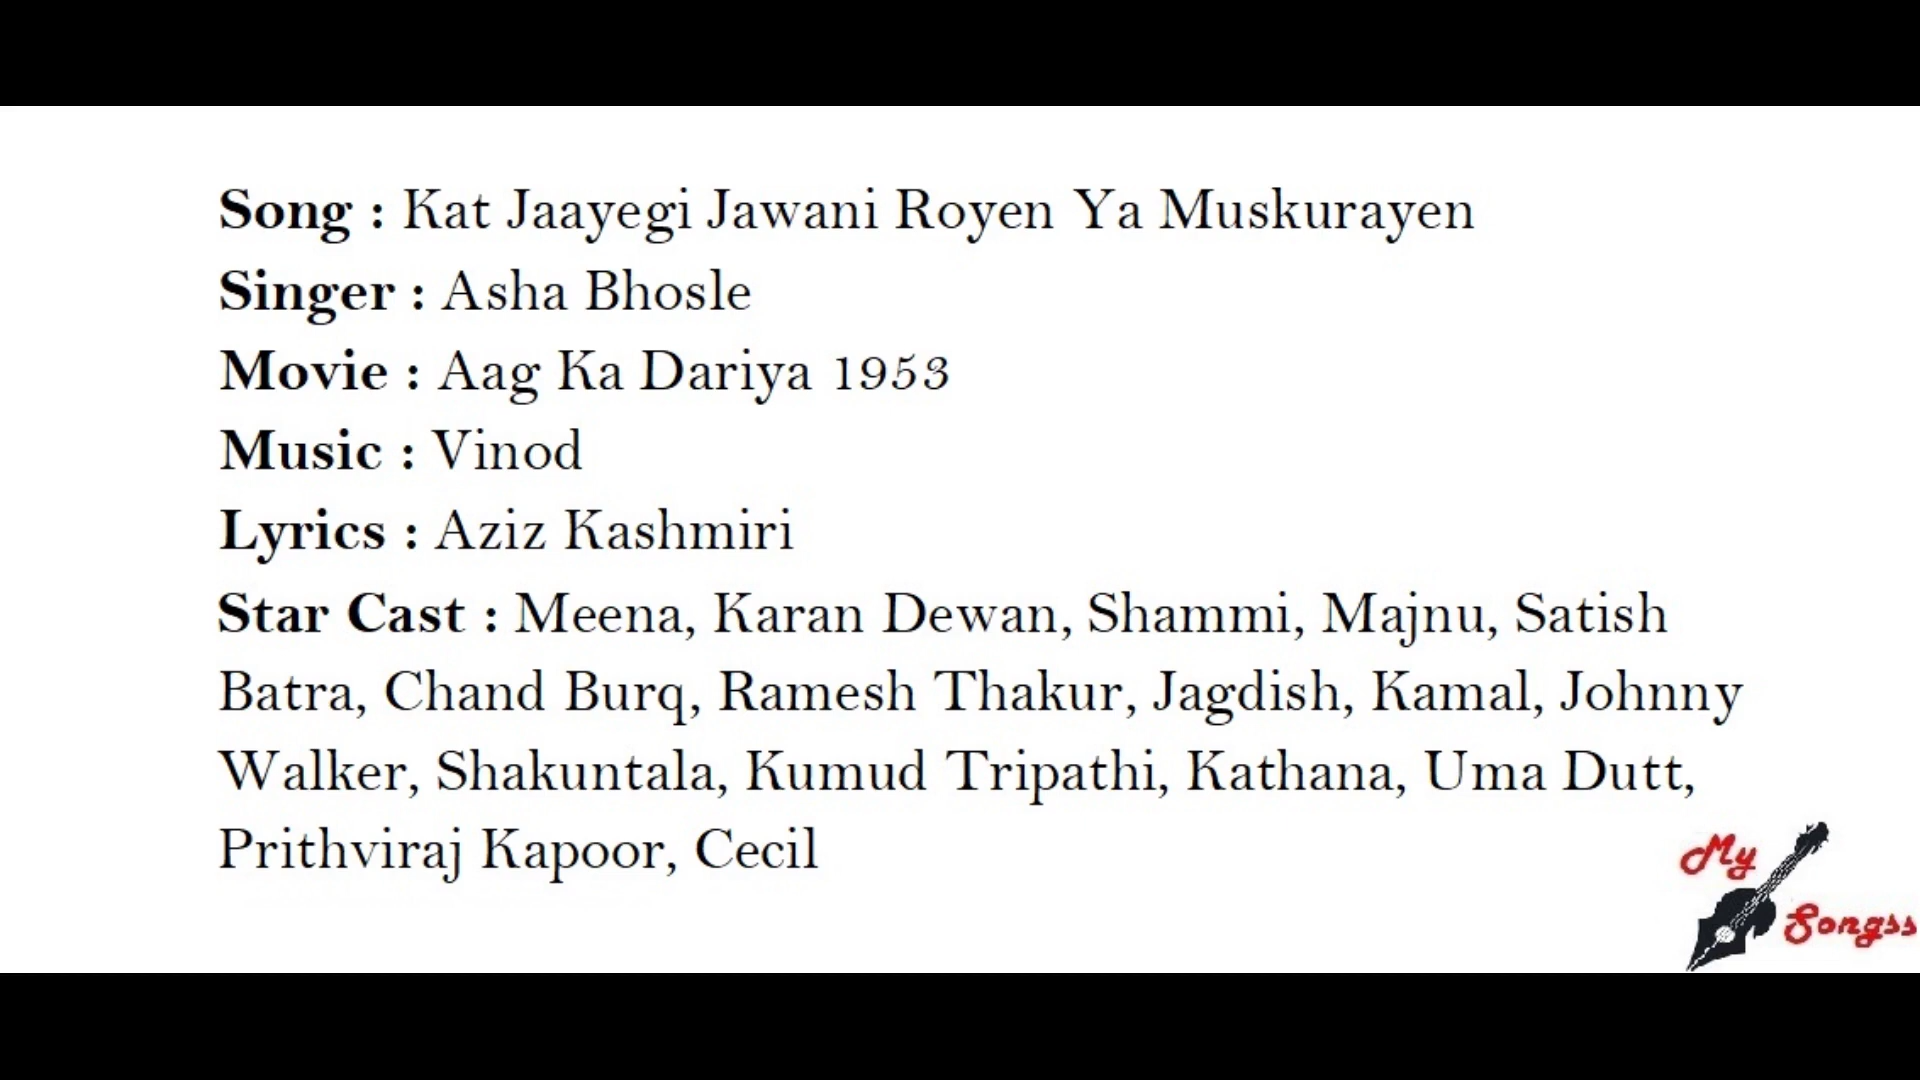 Song : Kat Jaayegi Jawani Royen Ya Muskurayen
Singer : Asha Bhosle
Movie : Aag Ka Dariya 1953
Music : Vinod
Lyrics : Aziz Kashmiri
Star Cast : Meena, Karan Dewan, Shammi, Majnu, Satish
Batra, Chand Burq, Ramesh Thakur, Jagdish, Kamal, Johnny
Walker, Shakuntala, Kumud Tripathi, Kathana, Uma Dutt,
Prithviraj Kapoor, Cecil
My
Songss